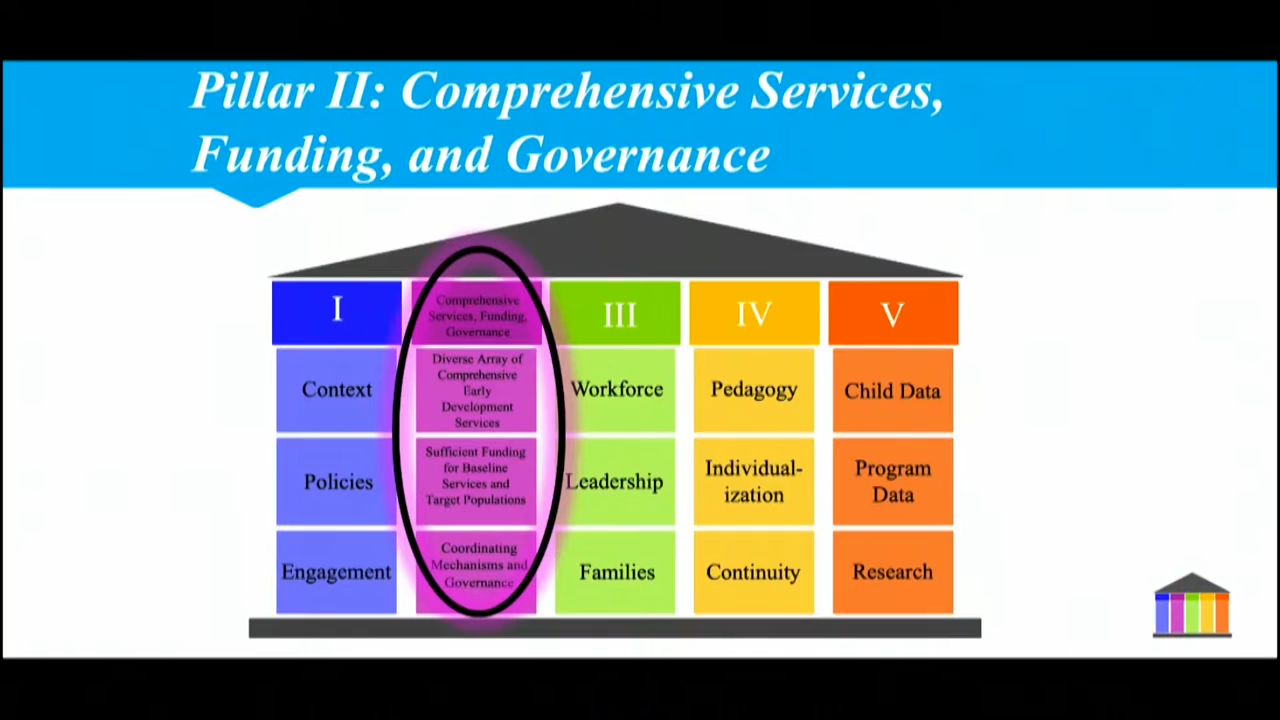 Pillar II: Comprehensive Services,
Funding, and Governance
I
Comprehensive
Services, Funding,
Governance
III
IV
V
Context
Diverse Array of
Comprehensive
Early
Development
Services
Workforce
Pedagogy
Child Data
Policies
Sufficient Funding
for Baseline
Services and
Target Populations
Leadership
Individual-
ization
Program
Data
Engagement
Coordinating
Mechanisms and
Governance
Families
Continuity
Research